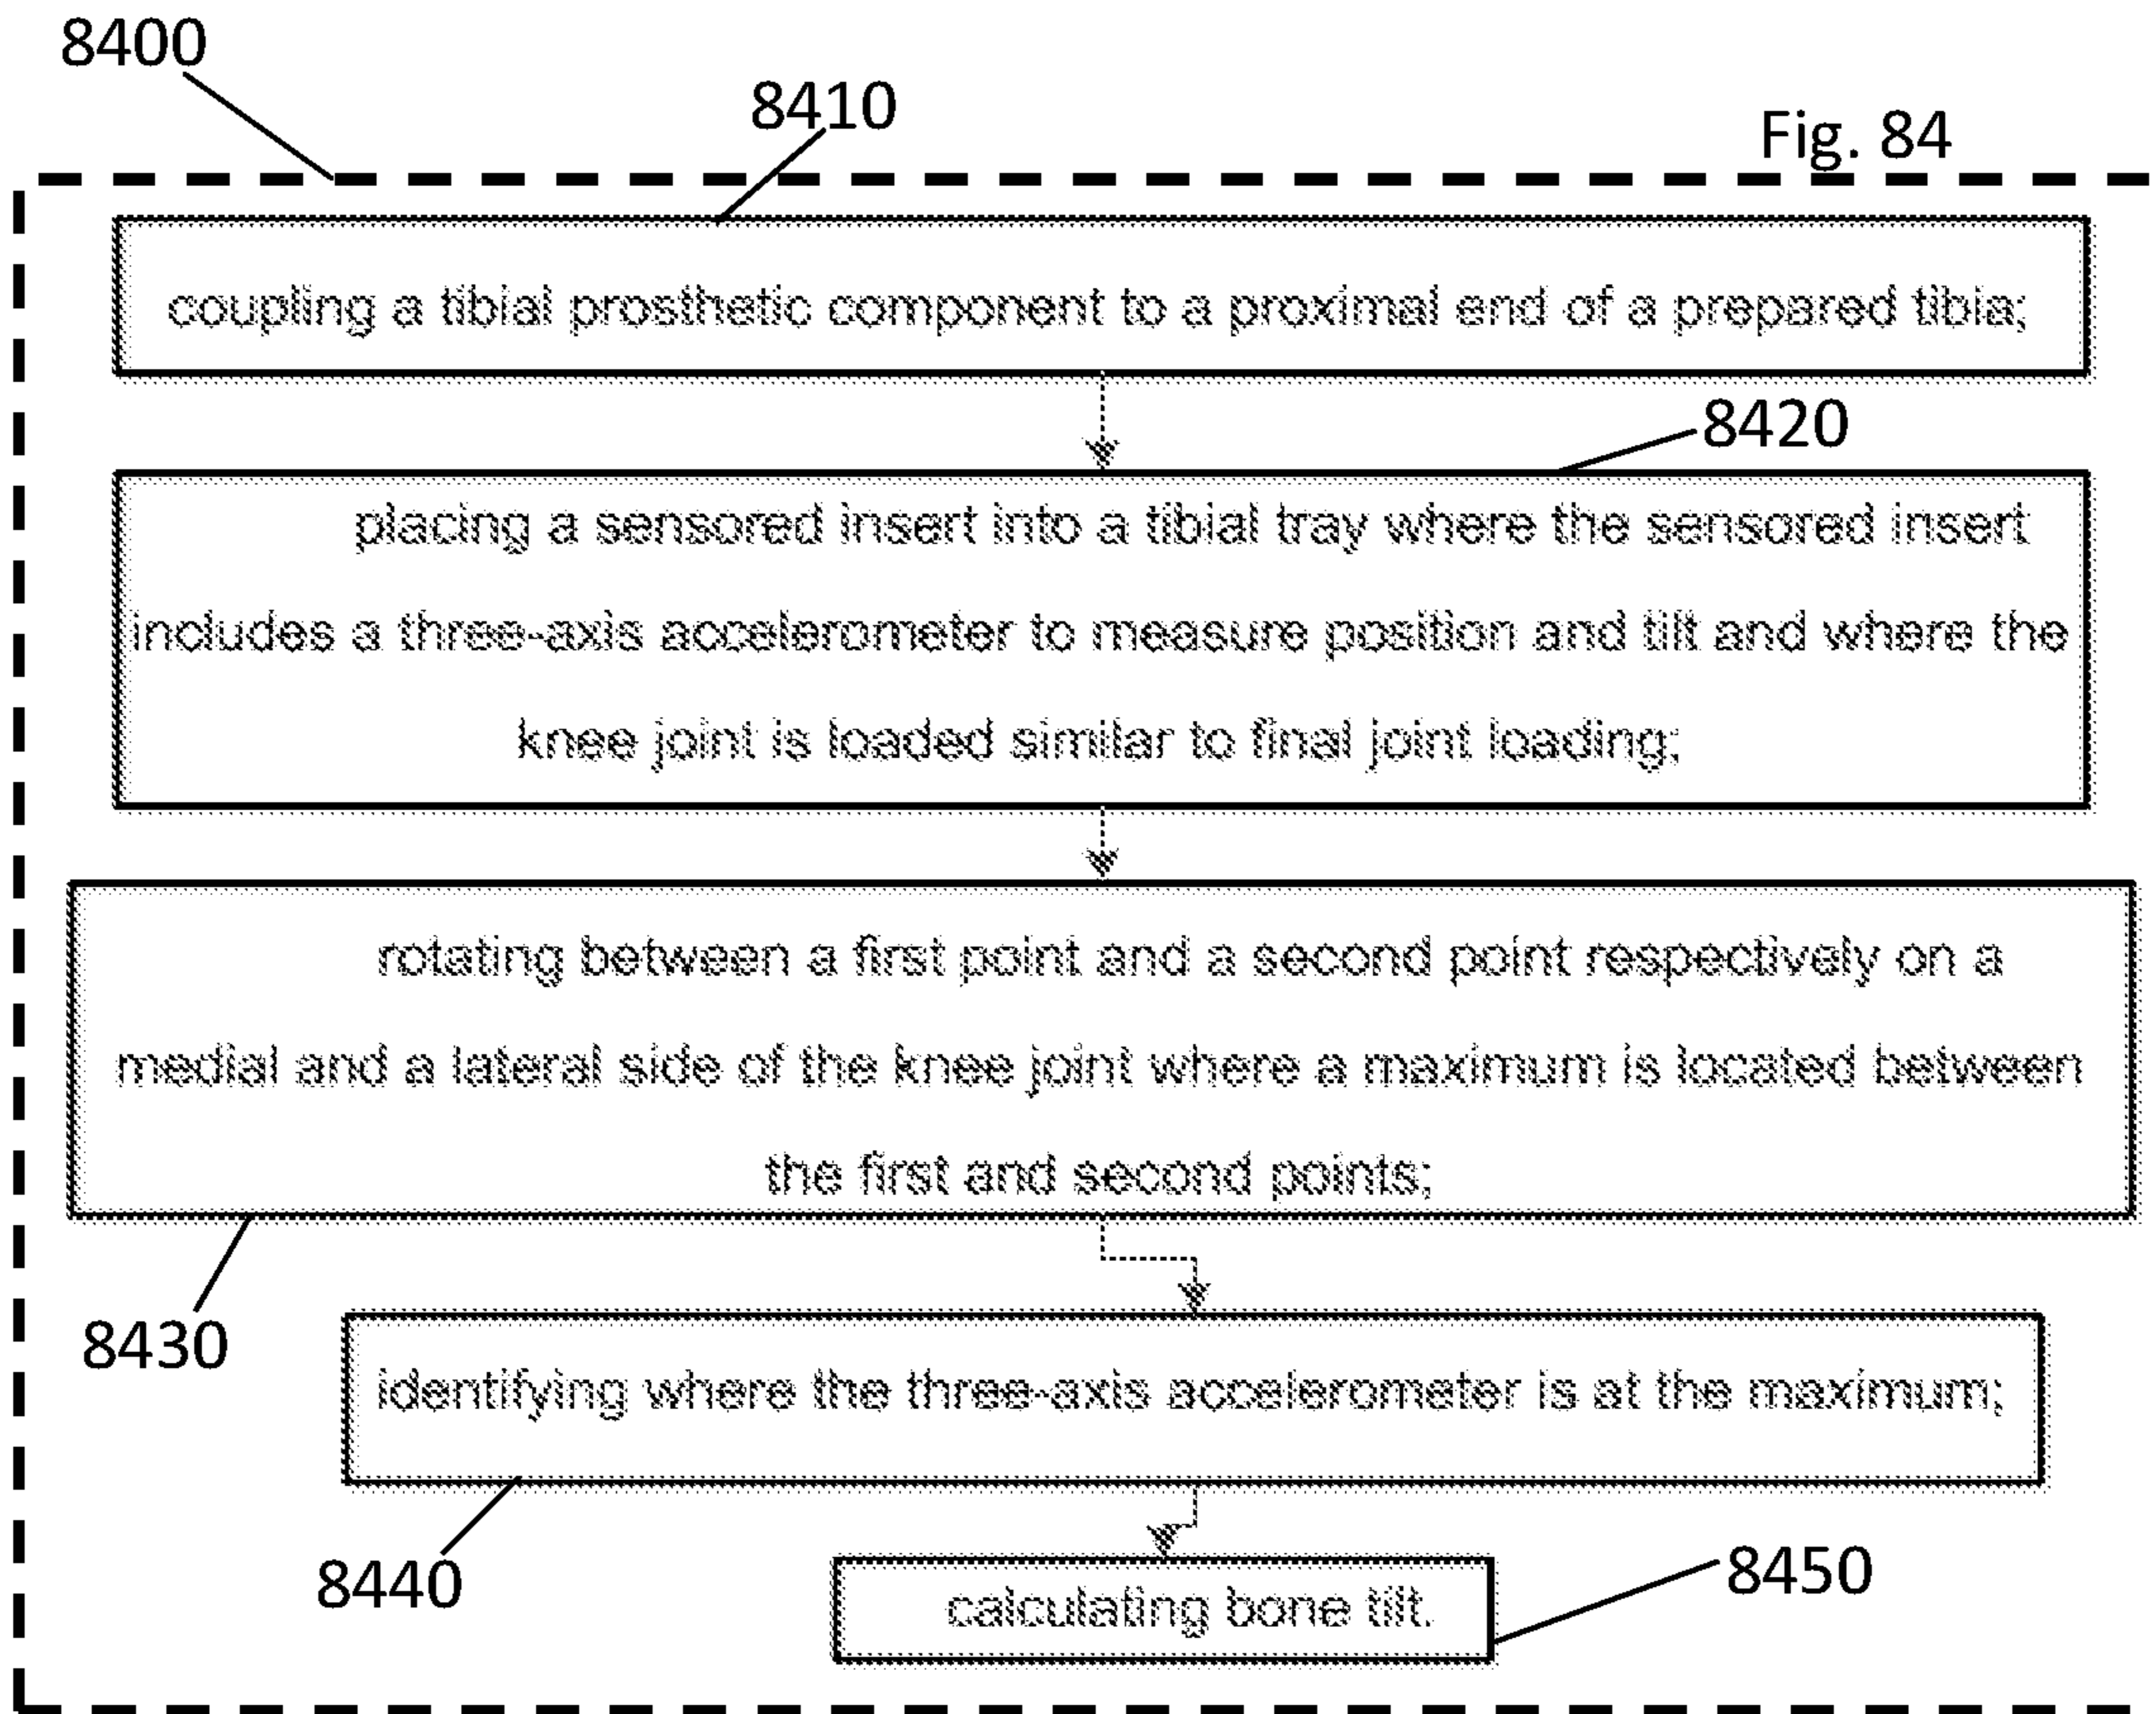 8400
8410
Fig. 84
coupling a tibial prosthetic component to a proximal end of a prepared tibia;
8420
placing a sensored insert into a tibial tray where the sensored insert
includes a three-axis accelerometer to measure position and tilt and where the
knee joint is loaded similar to final joint loading;
rotating between a first point and a second point respectively on a
medial and a lateral side of the knee joint where a maximum is located between
the first and second points;
8430
identifying where the three-axis accelerometer is at the maximum;
8440
8450
calculating bone tilt.